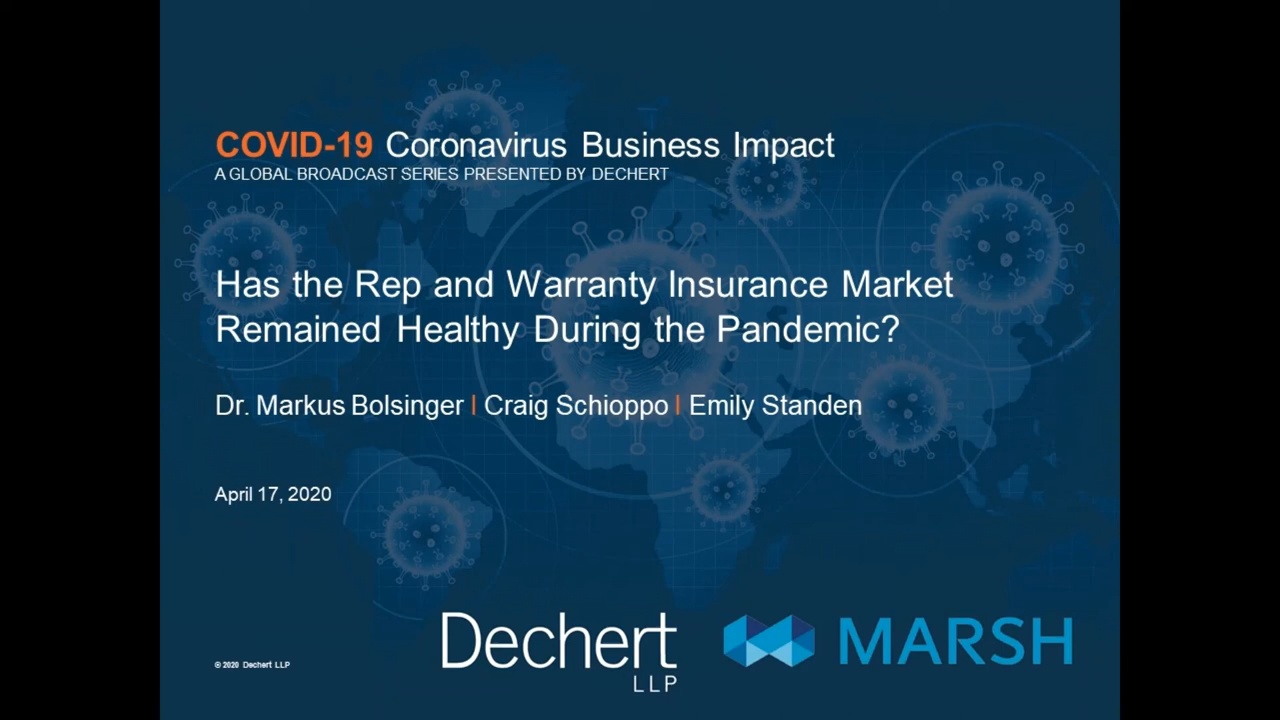 COVID-19 Coronavirus Business Impact
A GLOBAL BROADCAST SERIES PRESENTED BY DECHERT
Has the Rep and Warranty Insurance Market
Remained Healthy During the Pandemic?
Dr. Markus Bolsinger | Craig Schioppo | Emily Standen
April 17, 2020
© 2020 Dechert LLP
Dechert
LLP
MARSH